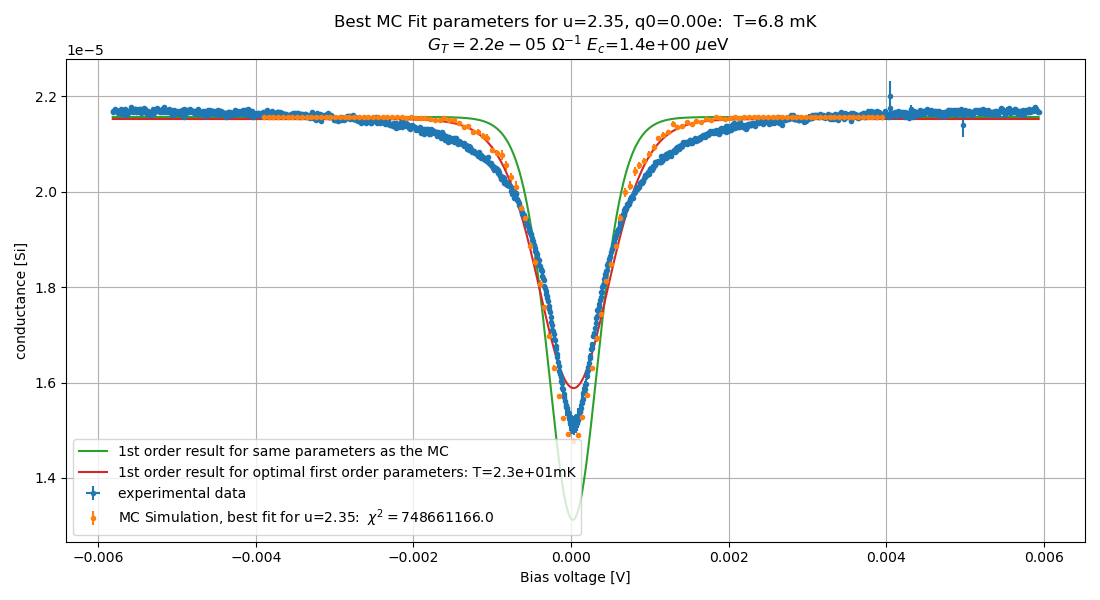 Best MC Fit parameters for u=2.35, q0=0.00e:  T=6.8 mK
$G_T = 2.2e-05\ \Omega^{-1}\ E_c$=1.4e+00 $\mu$eV
1e−5
2.2
2.0
1.8
1.6
1.4
conductance [Si]
1st order result for same parameters as the MC
1st order result for optimal first order parameters: T=2.3e+01mK
experimental data
MC Simulation, best fit for u=2.35:  $\chi^2 = 748661166.0$
−0.006 −0.004 −0.002 0.000 0.002 0.004 0.006
Bias voltage [V]